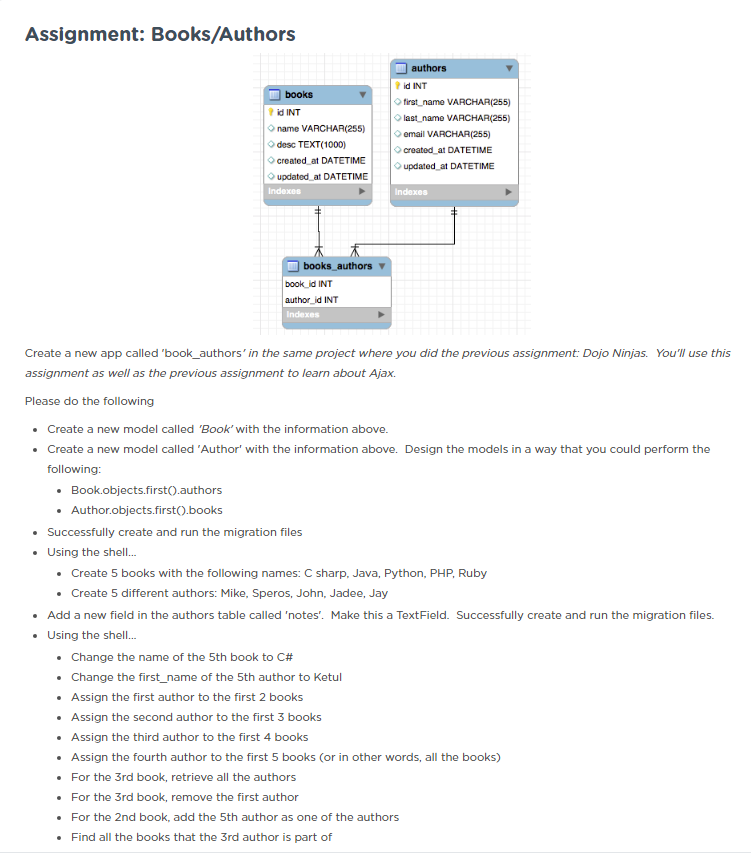 Assignment: Books/Authors
authors
id INT
first_name VARCHAR(255)
last_name VARCHAR(255)
email VARCHAR(255)
created_at DATETIME
updated_at DATETIME
Indexes
books
id INT
name VARCHAR(255)
desc TEXT(1000)
created_at DATETIME
updated_at DATETIME
Indexes
books_authors
book_id INT
author_id INT
Indexes
Create a new app called 'book_authors' in the same project where you did the previous assignment: Dojo Ninjas. You'll use this
assignment as well as the previous assignment to learn about Ajax.
Please do the following
• Create a new model called 'Book' with the information above.
• Create a new model called 'Author' with the information above. Design the models in a way that you could perform the
following:
• Book.objects.first().authors
• Author.objects.first().books
• Successfully create and run the migration files
• Using the shell...
• Create 5 books with the following names: C sharp, Java, Python, PHP, Ruby
• Create 5 different authors: Mike, Speros, John, Jadee, Jay
• Add a new field in the authors table called 'notes'. Make this a TextField. Successfully create and run the migration files.
• Using the shell...
• Change the name of the 5th book to C#
• Change the first_name of the 5th author to Ketul
• Assign the first author to the first 2 books
• Assign the second author to the first 3 books
• Assign the third author to the first 4 books
• Assign the fourth author to the first 5 books (or in other words, all the books)
• For the 3rd book, retrieve all the authors
• For the 3rd book, remove the first author
• For the 2nd book, add the 5th author as one of the authors
• Find all the books that the 3rd author is part of